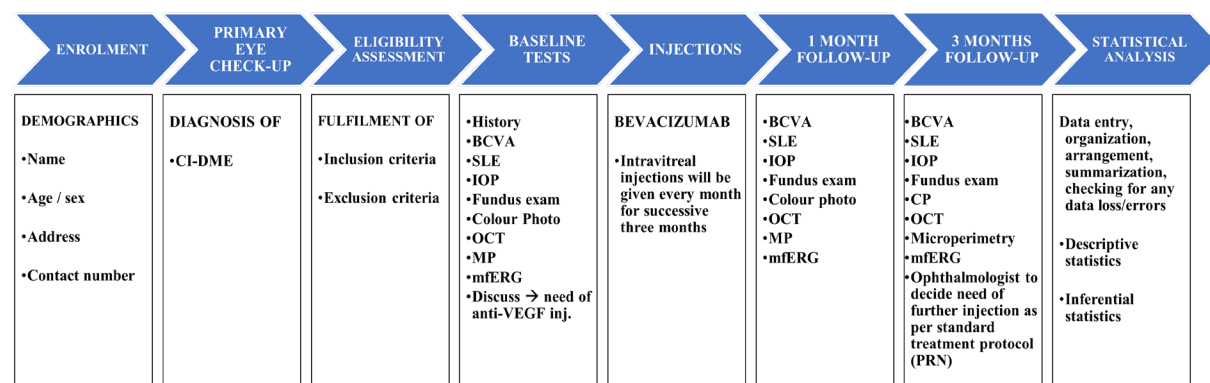 ENROLMENT
PRIMARY
EYE
CHECK-UP
ELIGIBILITY
ASSESSMENT
BASELINE
TESTS
INJECTIONS
1 MONTH
FOLLOW-UP
3 MONTHS
FOLLOW-UP
STATISTICAL
ANALYSIS
DEMOGRAPHICS
•Name
•Age / sex
•Address
•Contact number
DIAGNOSIS OF
•CI-DME
FULFILMENT OF
•Inclusion criteria
•Exclusion criteria
•History
•BCVA
•SLE
•IOP
•Fundus exam
•Colour Photo
•OCT
•MP
•mfERG
•Discuss → need of
anti-VEGF inj.
BEVACIZUMAB
•Intravitreal
injections will be
given every month
for successive
three months
•BCVA
•SLE
•IOP
•Fundus exam
•Colour photo
•OCT
•MP
•mfERG
•BCVA
•SLE
•IOP
•Fundus exam
•CP
•OCT
•Microperimetry
•mfERG
•Ophthalmologist to
decide need of
further injection as
per standard
treatment protocol
(PRN)
Data entry,
organization,
arrangement,
summarization,
checking for any
data loss/errors
•Descriptive
statistics
•Inferential
statistics